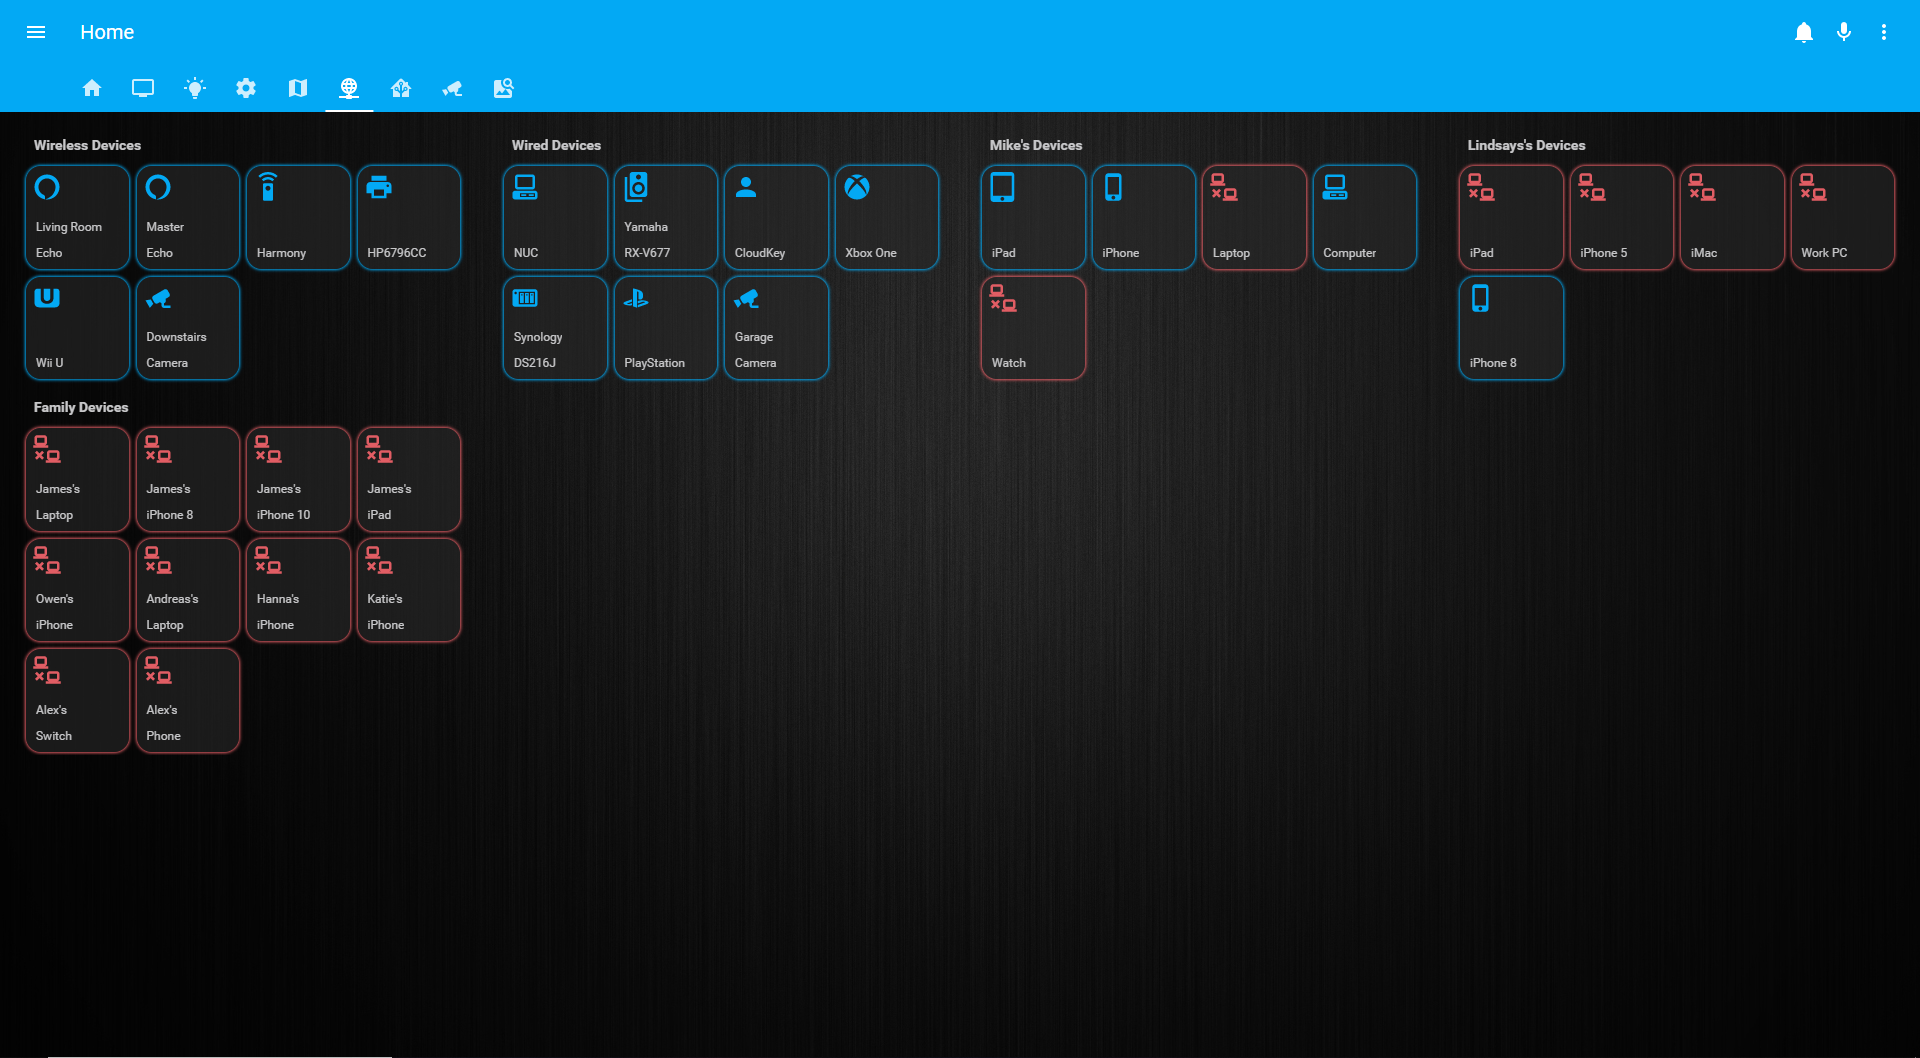 Home
Wireless Devices
Living Room
Echo
Master
Echo
Harmony
HP6796CC
Wii U
Downstairs
Camera
Wired Devices
NUC
Yamaha
RX-V677
CloudKey
Xbox One
Synology
DS216J
PlayStation
Garage
Camera
Mike's Devices
iPad
iPhone
Laptop
Computer
Watch
Lindsays's Devices
iPad
iPhone 5
iMac
Work PC
iPhone 8
Family Devices
James's
Laptop
James's
iPhone 8
James's
iPhone 10
James's
iPad
Owen's
iPhone
Andreas's
Laptop
Hanna's
iPhone
Katie's
iPhone
Alex's
Switch
Alex's
Phone